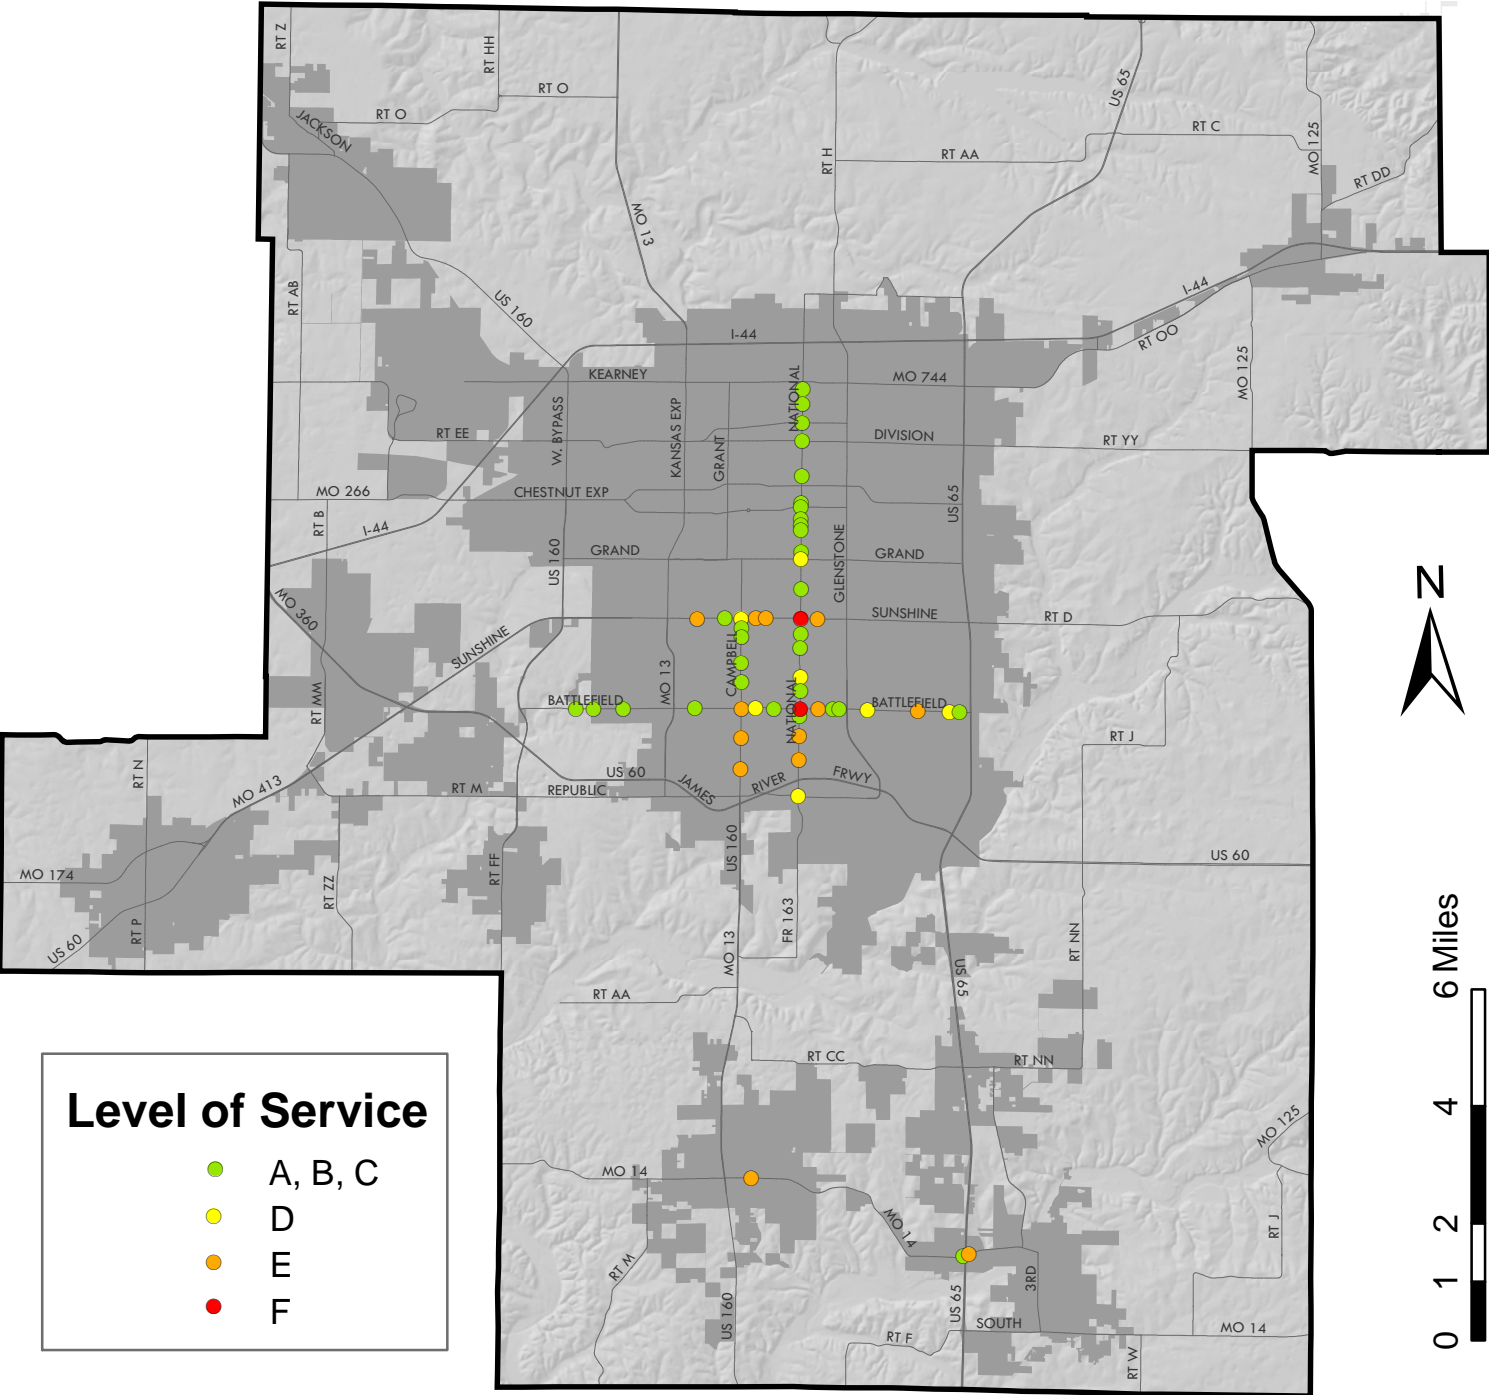 RT Z
RT HH
RT O
RT O
JACKSON
US 65
RT C
MO 125
RT AA
RT H
RT DD
MO 13
RT AB
US 160
I-44
I-44
RT OO
MO 125
KEARNEY
NATIONAL
MO 744
W. BYPASS
KANSAS EXP
GRANT
RT EE
DIVISION
RT YY
MO 266
CHESTNUT EXP
US 65
RT B
I-44
US 160
GRAND
GLENSTONE
GRAND
N
MO 360
SUNSHINE
SUNSHINE
RT D
CAMPBELL
MO 13
RT MM
BATTLEFIELD
NATIONAL
BATTLEFIELD
RT J
RT N
MO 413
RT M
US 60
REPUBLIC
JAMES
RIVER
FRWY
US 160
US 60
MO 174
RT ZZ
RT FF
RT P
US 60
FR 163
MO 13
RT NN
US 65
RT AA
RT CC
RT NN
MO 125
MO 14
MO 14
RT J
RT M
3RD
US 160
US 65
SOUTH
MO 14
RT F
RT W
Level of Service
A, B, C
D
E
F
0 1 2 4 6 Miles